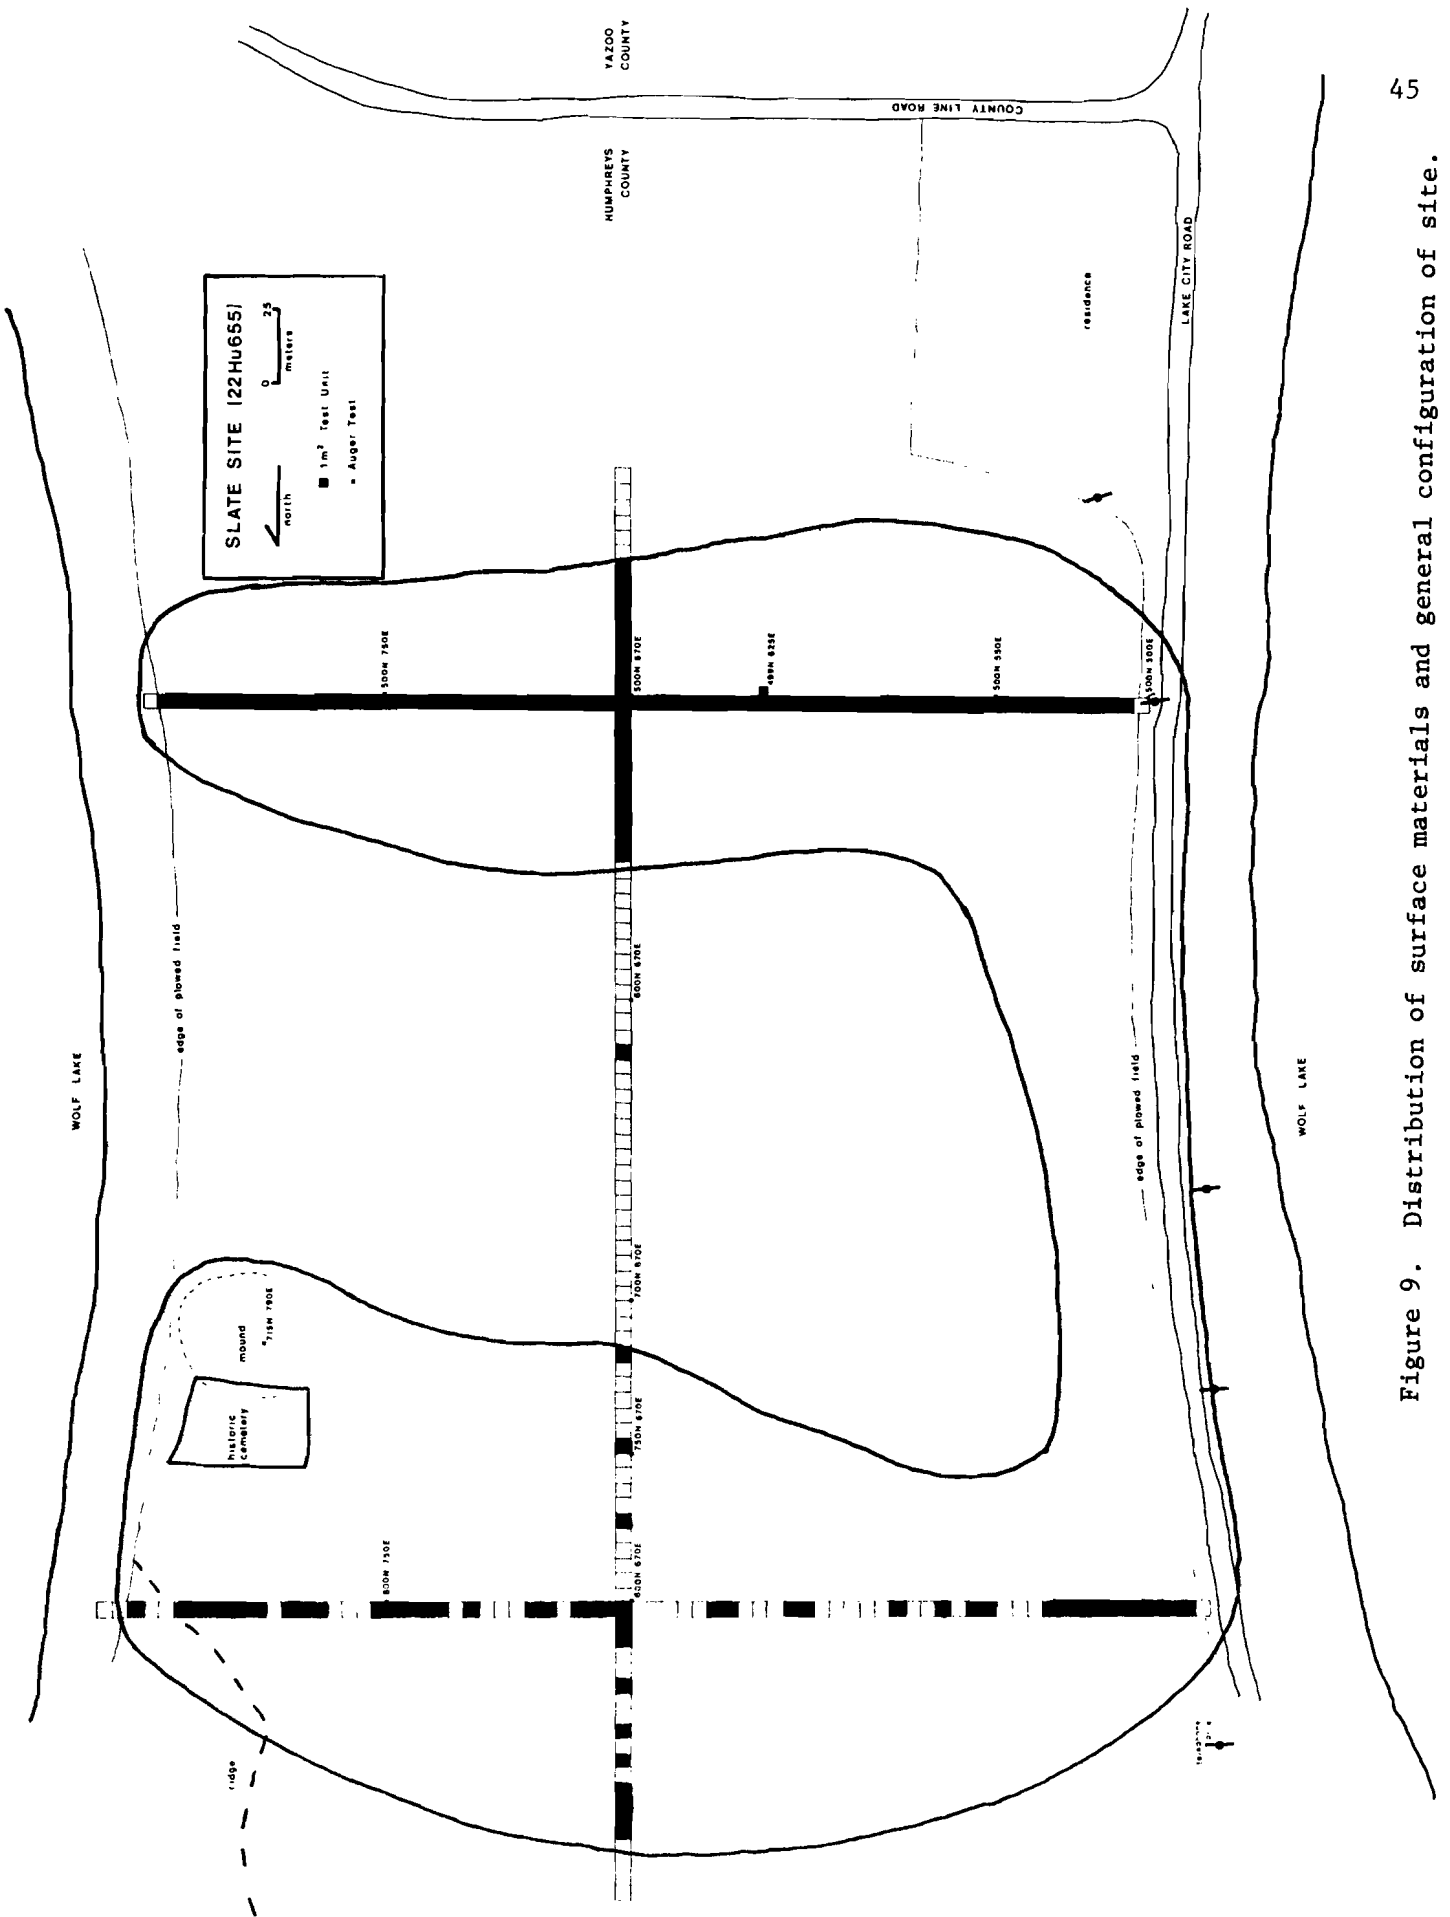 45
YAZOO
COUNTY
COUNTY LINE ROAD
HUMPHREYS
COUNTY
SLATE SITE (22Hu655)
north
0 25
meters
1m² Test Unit
Auger Test
residence
LAKE CITY ROAD
500N 750E
500N 670E
499N 625E
500N 550E
500N 500E
WOLF LAKE
edge of plowed field
600N 670E
edge of plowed field
WOLF LAKE
700N 670E
mound
715N 790E
historic
cemetery
750N 670E
800N 750E
800N 670E
ridge
Figure 9. Distribution of surface materials and general configuration of site.